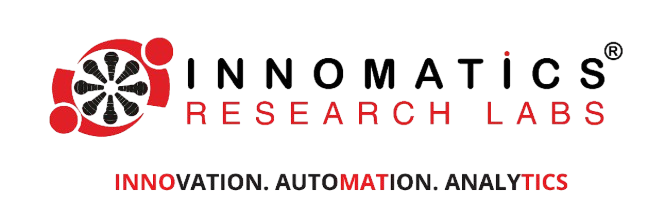 INNOMATICS®
RESEARCH LABS
INNOVATION. AUTOMATION. ANALYTICS